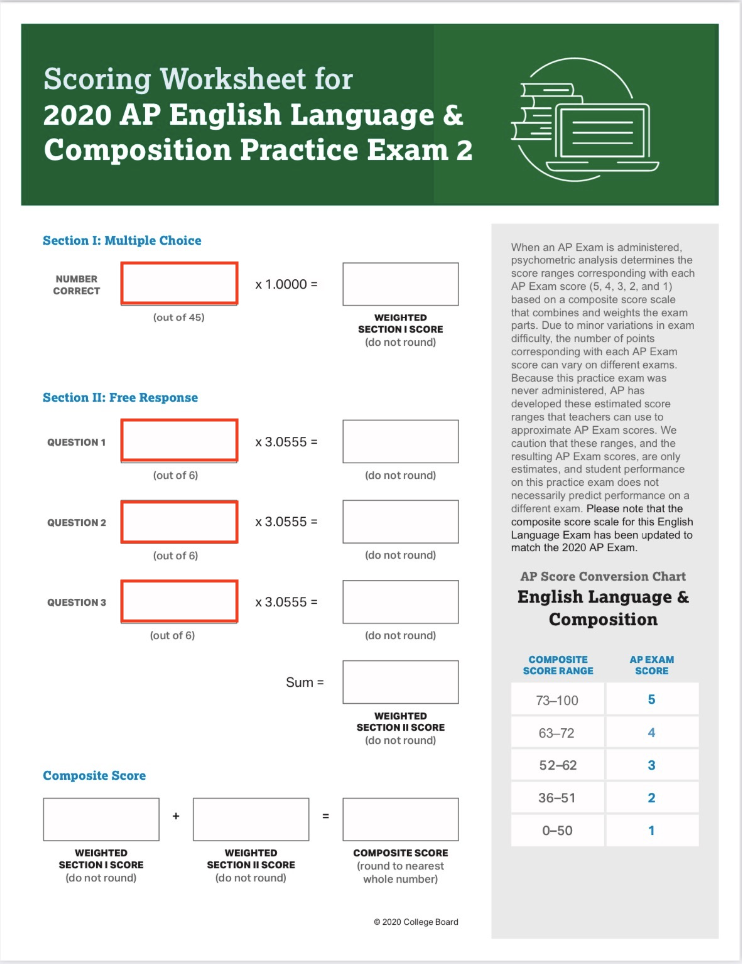 Scoring Worksheet for
2020 AP English Language &
Composition Practice Exam 2
Section I: Multiple Choice
NUMBER
CORRECT
x 1.0000 =
(out of 45)
WEIGHTED
SECTION I SCORE
(do not round)
Section II: Free Response
QUESTION 1
x 3.0555 =
(out of 6)
(do not round)
QUESTION 2
x 3.0555 =
(out of 6)
(do not round)
QUESTION 3
x 3.0555 =
(out of 6)
(do not round)
Sum =
WEIGHTED
SECTION II SCORE
(do not round)
Composite Score
+
=
WEIGHTED
SECTION I SCORE
(do not round)
WEIGHTED
SECTION II SCORE
(do not round)
COMPOSITE SCORE
(round to nearest
whole number)
© 2020 College Board
When an AP Exam is administered,
psychometric analysis determines the
score ranges corresponding with each
AP Exam score (5, 4, 3, 2, and 1)
based on a composite score scale
that combines and weights the exam
parts. Due to minor variations in exam
difficulty, the number of points
corresponding with each AP Exam
score can vary on different exams.
Because this practice exam was
never administered, AP has
developed these estimated score
ranges that teachers can use to
approximate AP Exam scores. We
caution that these ranges, and the
resulting AP Exam scores, are only
estimates, and student performance
on this practice exam does not
necessarily predict performance on a
different exam. Please note that the
composite score scale for this English
Language Exam has been updated to
match the 2020 AP Exam.
AP Score Conversion Chart
English Language &
Composition
COMPOSITE
SCORE RANGE
AP EXAM
SCORE
73–100 5
63–72 4
52–62 3
36–51 2
0–50 1